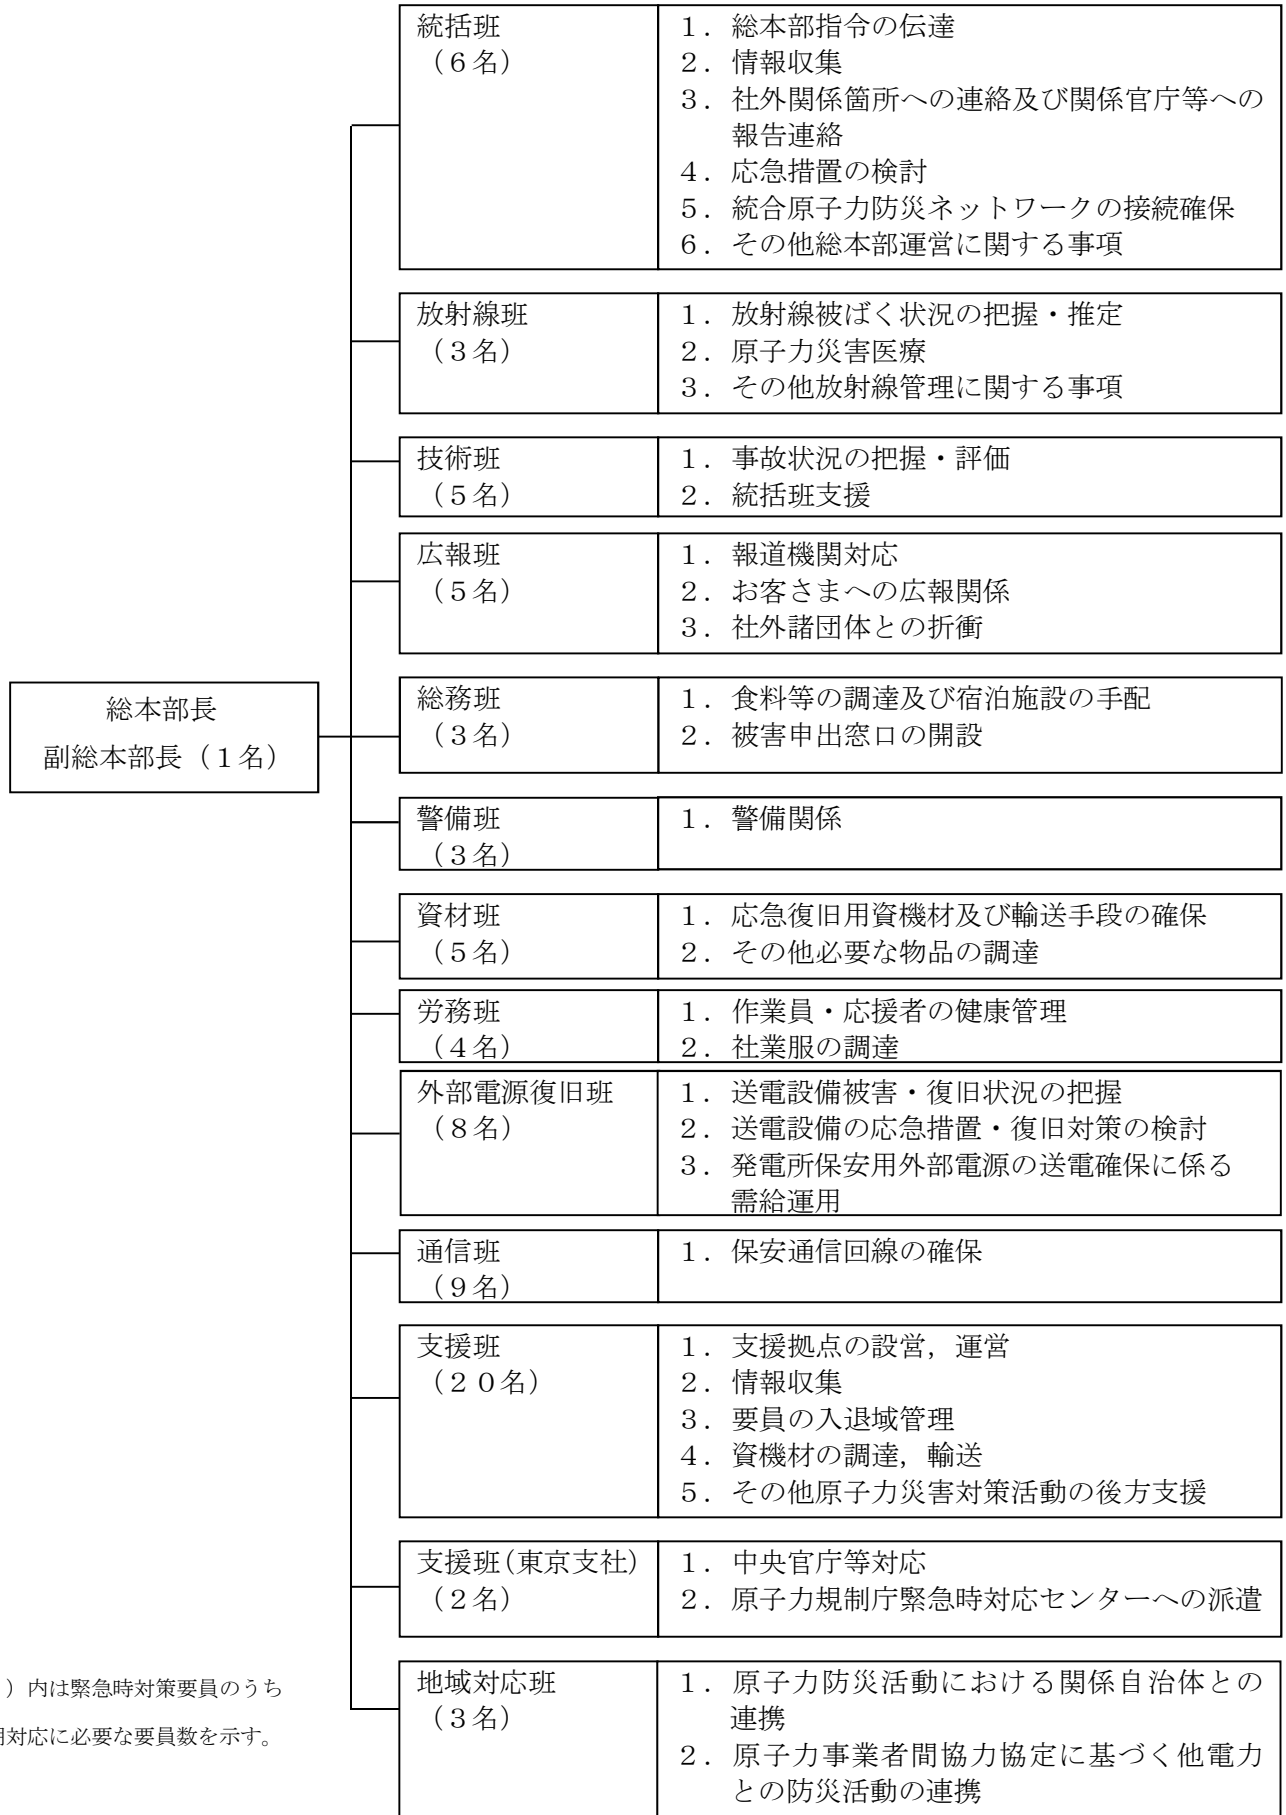 統括班
(６名)
１．総本部指令の伝達
２．情報収集
３．社外関係箇所への連絡及び関係官庁等への
報告連絡
４．応急措置の検討
５．統合原子力防災ネットワークの接続確保
６．その他総本部運営に関する事項
放射線班
(３名)
１．放射線被ばく状況の把握・推定
２．原子力災害医療
３．その他放射線管理に関する事項
技術班
(５名)
１．事故状況の把握・評価
２．統括班支援
広報班
(５名)
１．報道機関対応
２．お客さまへの広報関係
３．社外諸団体との折衝
総本部長
副総本部長（１名）
総務班
(３名)
１．食料等の調達及び宿泊施設の手配
２．被害申出窓口の開設
警備班
(３名)
１．警備関係
資材班
(５名)
１．応急復旧用資機材及び輸送手段の確保
２．その他必要な物品の調達
労務班
(４名)
１．作業員・応援者の健康管理
２．社業服の調達
外部電源復旧班
(８名)
１．送電設備被害・復旧状況の把握
２．送電設備の応急措置・復旧対策の検討
３．発電所保安用外部電源の送電確保に係る
需給運用
通信班
(９名)
１．保安通信回線の確保
支援班
(２０名)
１．支援拠点の設営，運営
２．情報収集
３．要員の入退域管理
４．資機材の調達，輸送
５．その他原子力災害対策活動の後方支援
支援班(東京支社)
(２名)
１．中央官庁等対応
２．原子力規制庁緊急時対応センターへの派遣
地域対応班
(３名)
１．原子力防災活動における関係自治体との
連携
２．原子力事業者間協力協定に基づく他電力
との防災活動の連携
）内は緊急時対策要員のうち
対応に必要な要員数を示す。